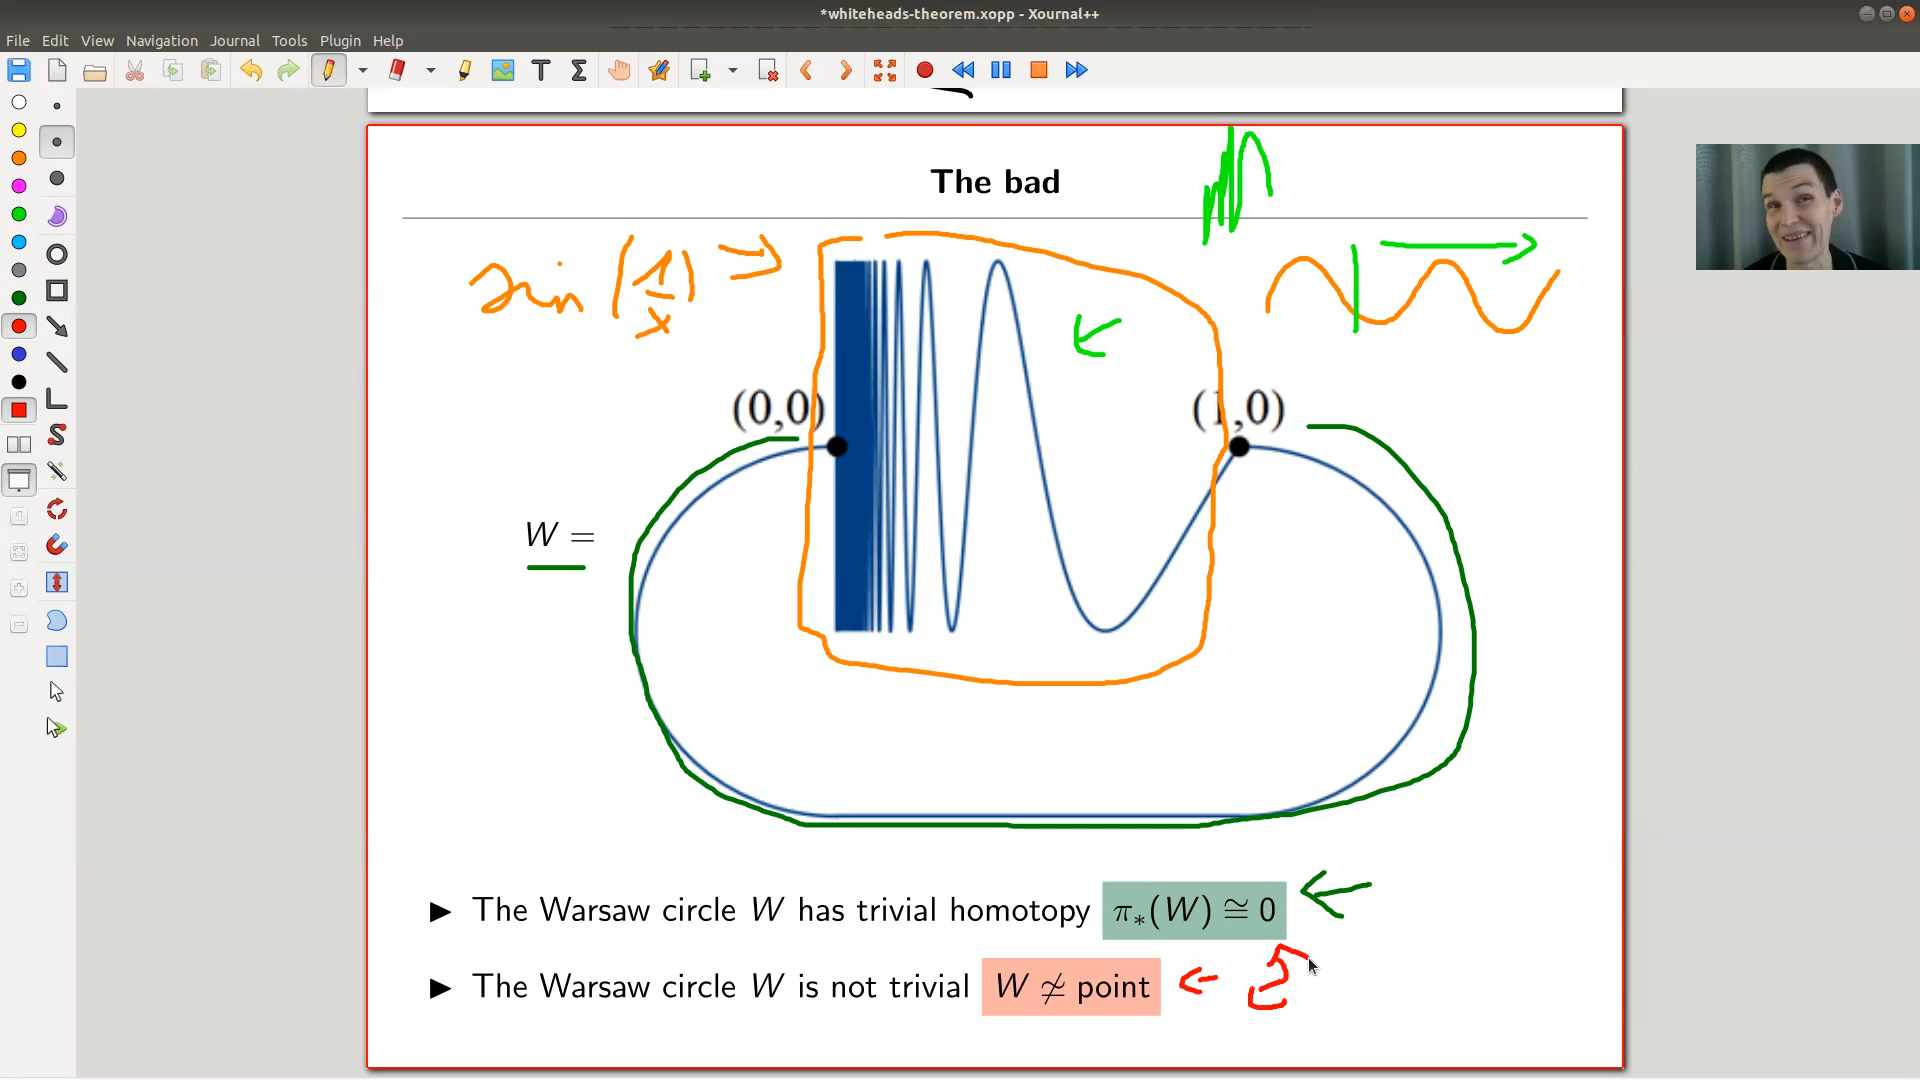 *whiteheads-theorem.xopp - Xournal++
File Edit View Navigation Journal Tools Plugin Help
The bad
sin (1/x) ⇒
(0,0)
(1,0)
W =
► The Warsaw circle W has trivial homotopy π∗(W) ≅ 0
► The Warsaw circle W is not trivial W ≄ point